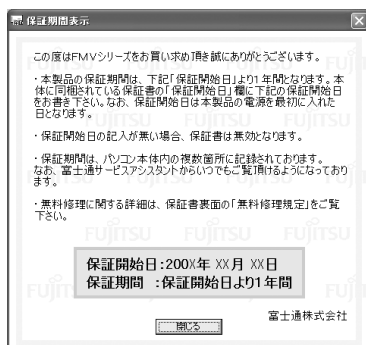 保証期間表示
この度はFMVシリーズをお買い求め頂き誠にありがとうございます。
・本製品の保証期間は、下記「保証開始日」より1年間となります。本
体に同梱されている保証書の「保証開始日」欄に下記の保証開始日
をお書き下さい。なお、保証開始日は本製品の電源を最初に入れた
日となります。
・保証開始日の記入が無い場合、保証書は無効となります。
・保証期間は、パソコン本体内の複数箇所に記録されております。
なお、富士通サービスアシスタントからいつでもご覧頂けるようになっており
ます。
・無料修理に関する詳細は、保証書裏面の「無料修理規定」をご覧
下さい。
保証開始日:200X年 XX月 XX日
保証期間 :保証開始日より1年間
富士通株式会社
閉じる